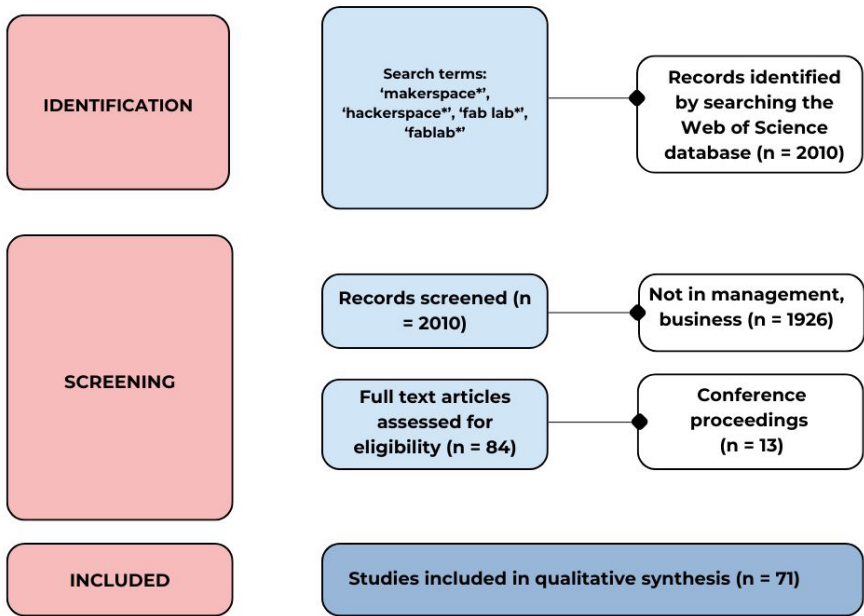 IDENTIFICATION
Search terms:
‘makerspace*’,
‘hackerspace*’, ‘fab lab*’,
‘fablab*’
Records identified
by searching the
Web of Science
database (n = 2010)
SCREENING
Records screened (n
= 2010)
Not in management,
business (n = 1926)
Full text articles
assessed for
eligibility (n = 84)
Conference
proceedings
(n = 13)
INCLUDED
Studies included in qualitative synthesis (n = 71)